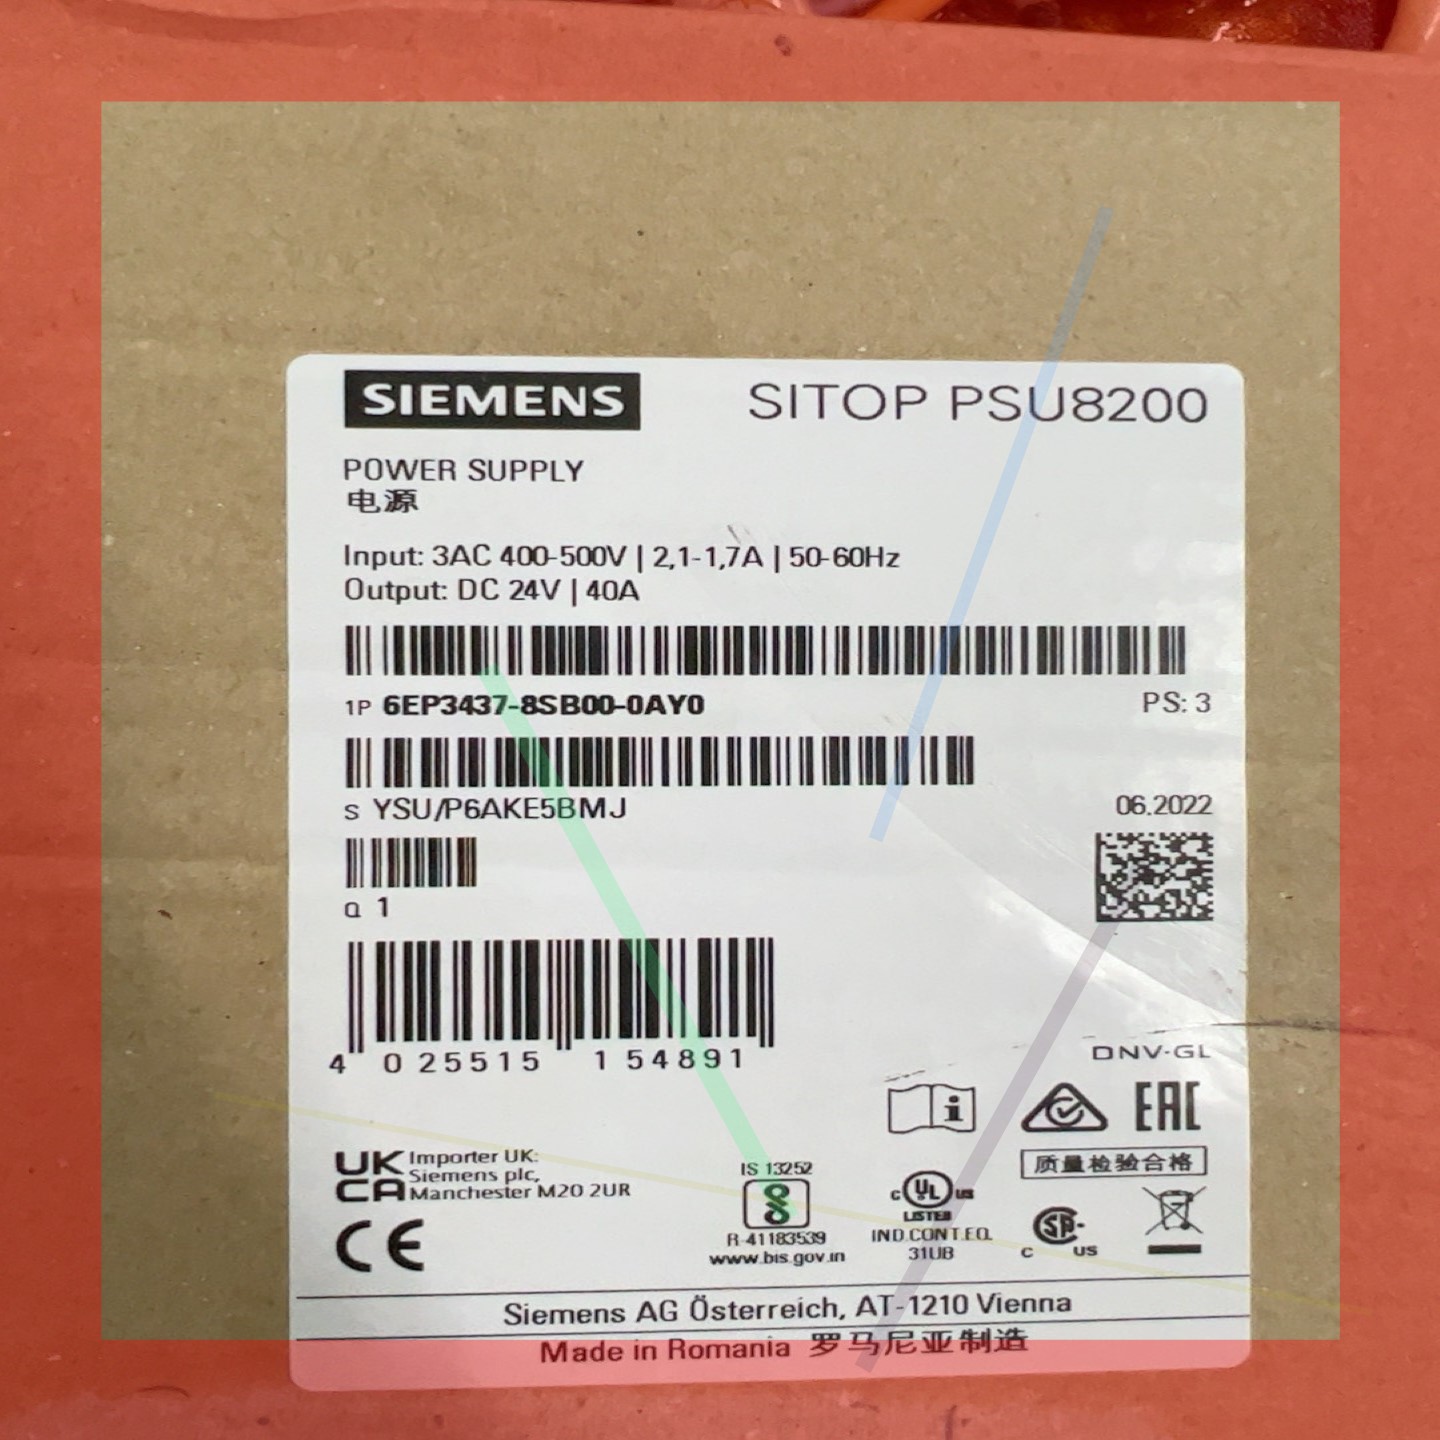 SIEMENS SITOP PSU8200
POWER SUPPLY
电源
Input: 3AC 400-500V | 2,1-1,7A | 50-60Hz
Output: DC 24V | 40A
1P 6EP3437-8SB00-0AY0 PS: 3
S YSU/P6AKE5BMJ 06.2022
Q 1
4 025515 154891
DNV·GL
EAC
UK CA Importer UK:
Siemens plc,
Manchester M20 2UR
质量检验合格
IS 13252
R-41183539
www.bis.gov.in
C UL US
LISTED
IND.CONT.EQ.
31UB
C SP US
CE
Siemens AG Österreich, AT-1210 Vienna
Made in Romania 罗马尼亚制造